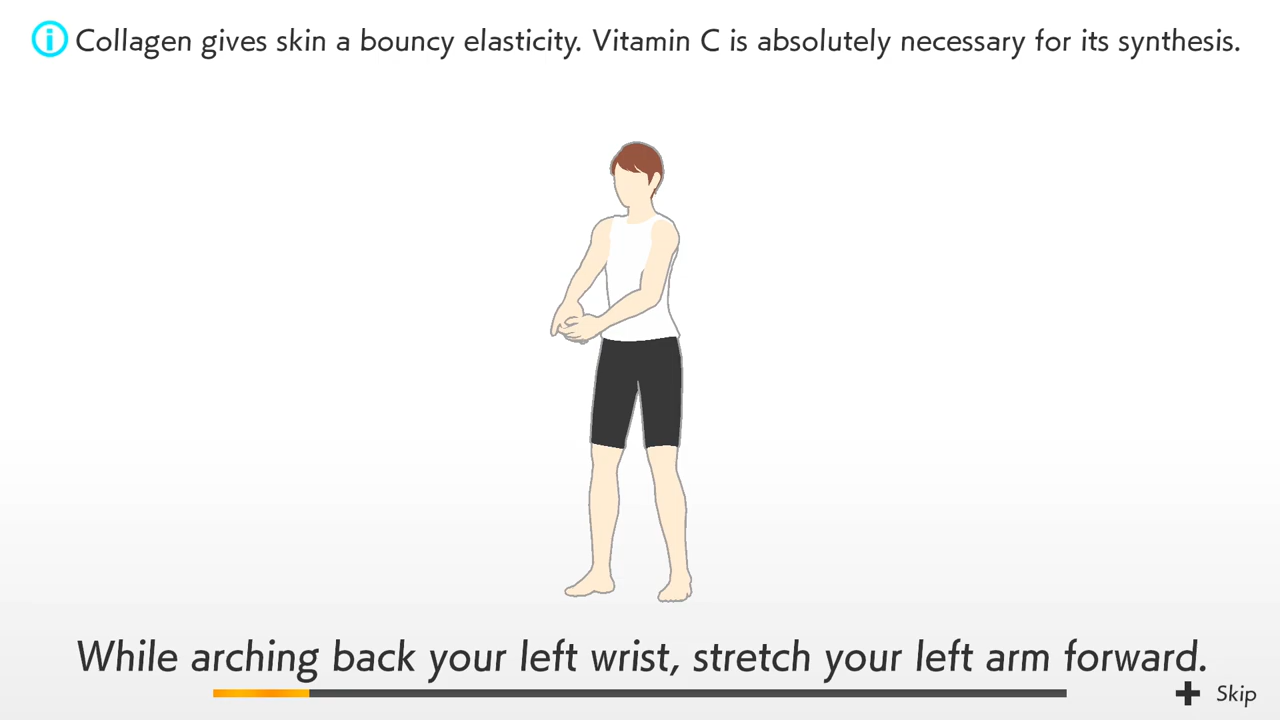 Collagen gives skin a bouncy elasticity. Vitamin C is absolutely necessary for its synthesis.
While arching back your left wrist, stretch your left arm forward.
Skip